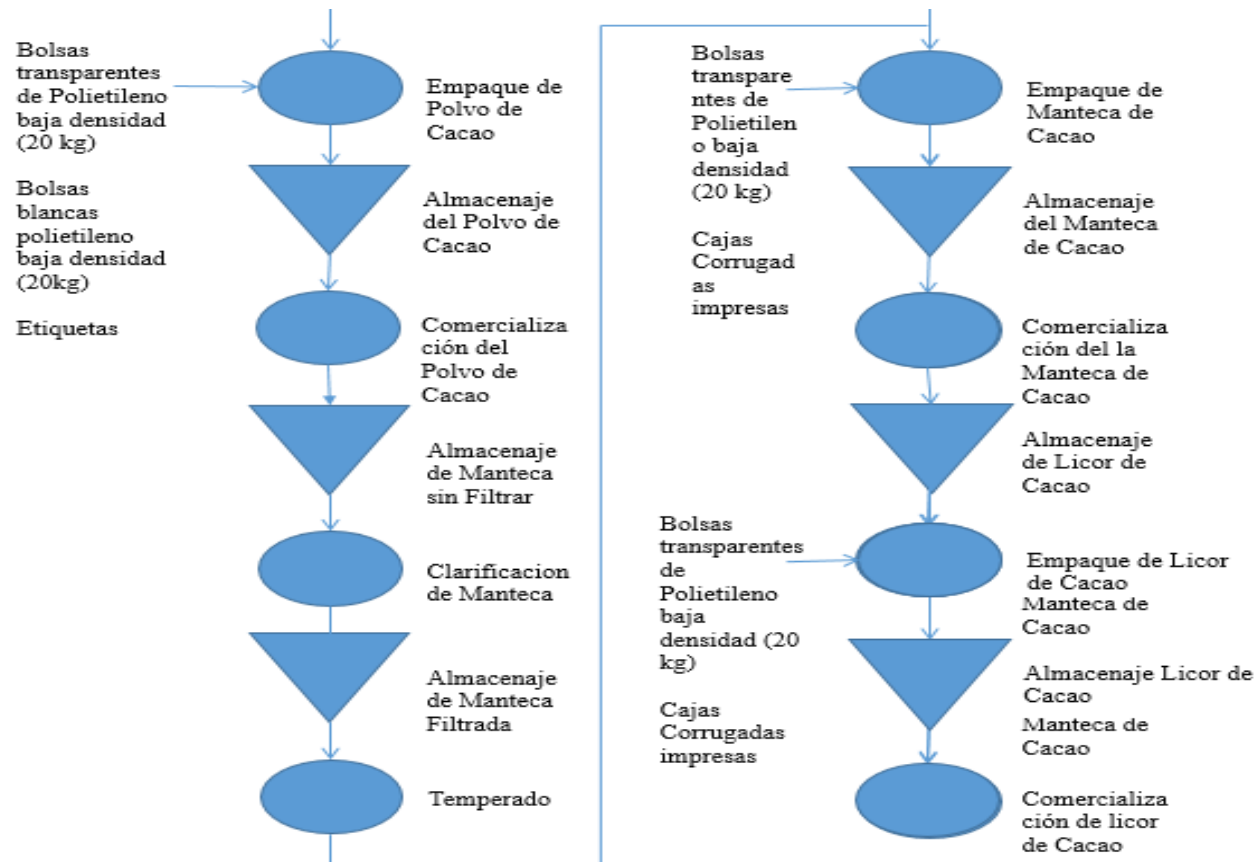 Bolsas
transparentes
de Polietileno
baja densidad
(20 kg)
Bolsas
blancas
polietileno
baja densidad
(20kg)
Etiquetas
Empaque de
Polvo de
Cacao
Almacenaje
del Polvo de
Cacao
Comercializa
ción del
Polvo de
Cacao
Almacenaje
de Manteca
sin Filtrar
Clarificacion
de Manteca
Almacenaje
de Manteca
Filtrada
Temperado
Bolsas
transpare
ntes de
Polietilen
o baja
densidad
(20 kg)
Cajas
Corrugad
as
impresas
Empaque de
Manteca de
Cacao
Almacenaje
del Manteca
de Cacao
Comercializa
ción del la
Manteca de
Cacao
Almacenaje
de Licor de
Cacao
Bolsas
transparentes
de
Polietileno
baja
densidad (20
kg)
Cajas
Corrugadas
impresas
Empaque de Licor
de Cacao
Manteca de
Cacao
Almacenaje Licor de
Cacao
Manteca de
Cacao
Comercializa
ción de licor
de Cacao